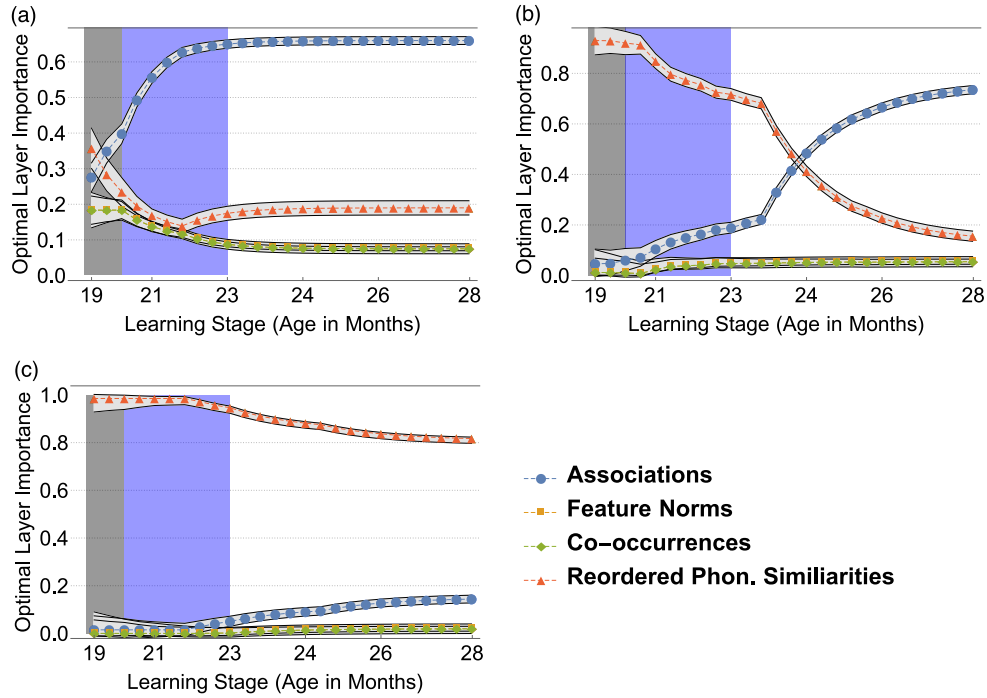 (a)
Optimal Layer Importance
0.6
0.5
0.4
0.3
0.2
0.1
0.0
19 21 23 24 26 28
Learning Stage (Age in Months)
(b)
Optimal Layer Importance
0.8
0.6
0.4
0.2
0.0
19 21 23 24 26 28
Learning Stage (Age in Months)
(c)
Optimal Layer Importance
1.0
0.8
0.6
0.4
0.2
0.0
19 21 23 24 26 28
Learning Stage (Age in Months)
Associations
Feature Norms
Co-occurrences
Reordered Phon. Similiarities